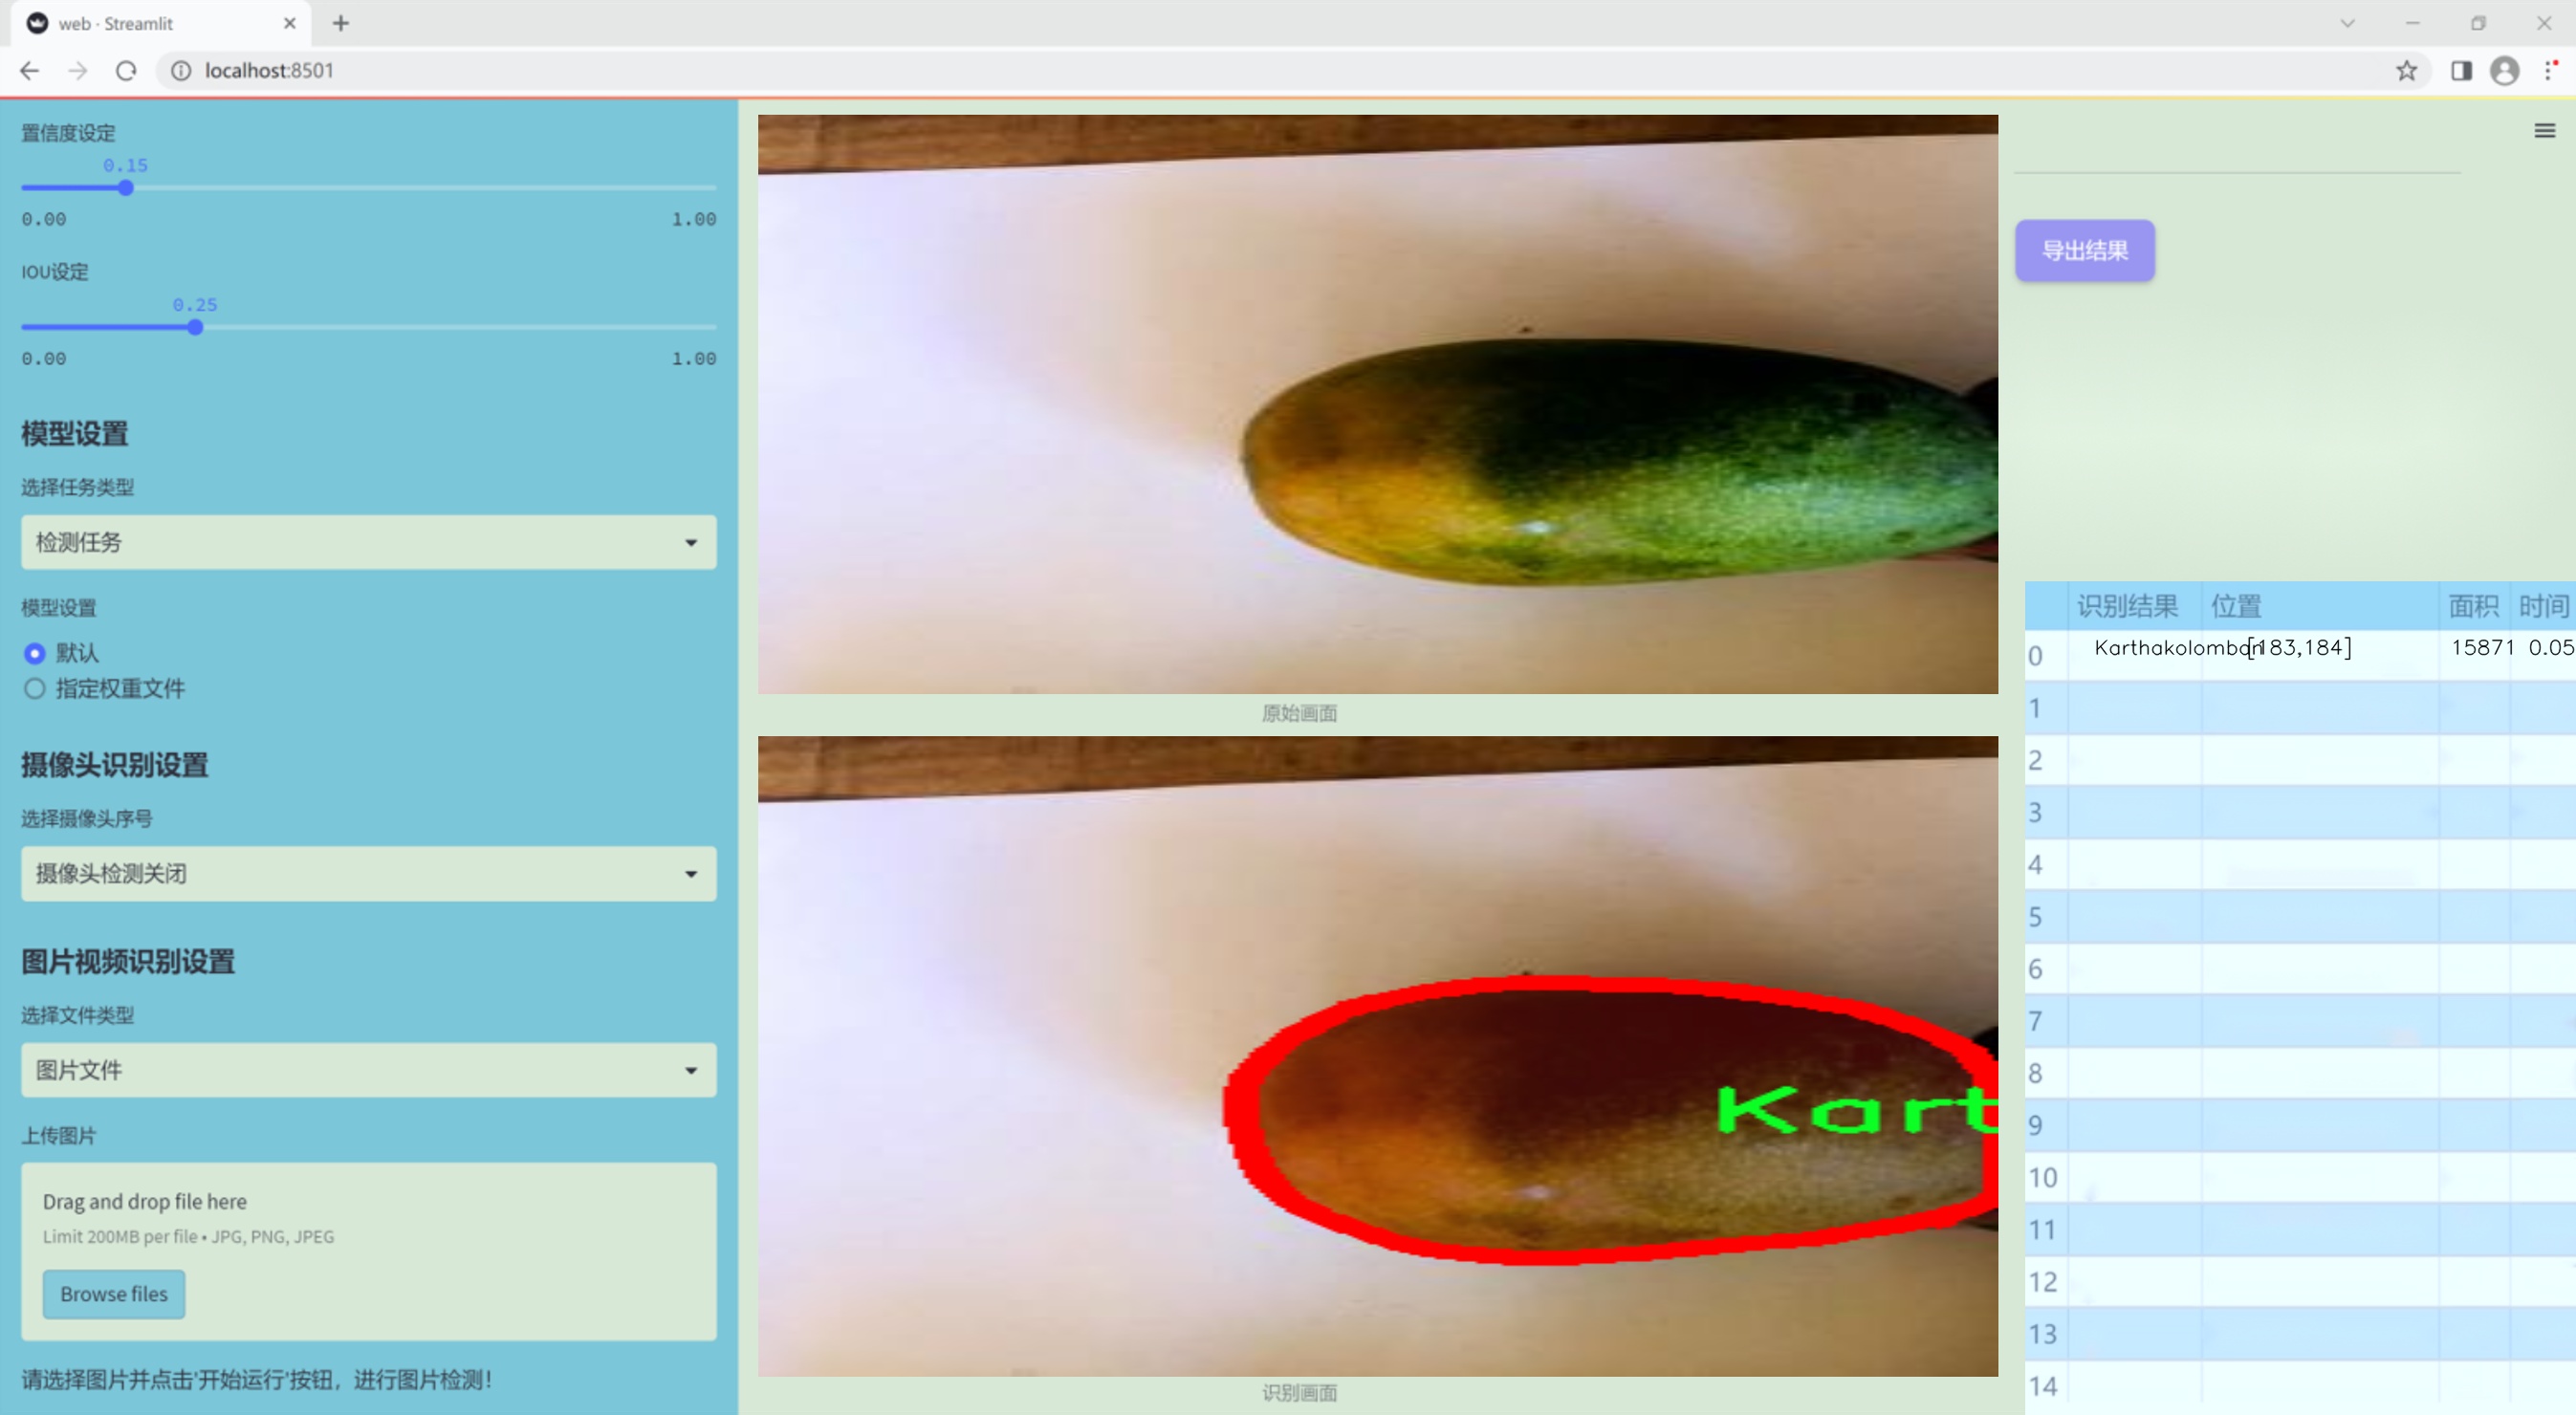 web · Streamlit
localhost:8501
置信度设定
0.15
0.00 1.00
IOU设定
0.25
0.00 1.00
模型设置
选择任务类型
检测任务
模型设置
默认
指定权重文件
摄像头识别设置
选择摄像头序号
摄像头检测关闭
图片视频识别设置
选择文件类型
图片文件
上传图片
Drag and drop file here
Limit 200MB per file • JPG, PNG, JPEG
Browse files
请选择图片并点击'开始运行'按钮，进行图片检测！
原始画面
Kart
识别画面
导出结果
识别结果 位置 面积 时间
0 Karthakolomban [183,184] 15871 0.05
1
2
3
4
5
6
7
8
9
10
11
12
13
14